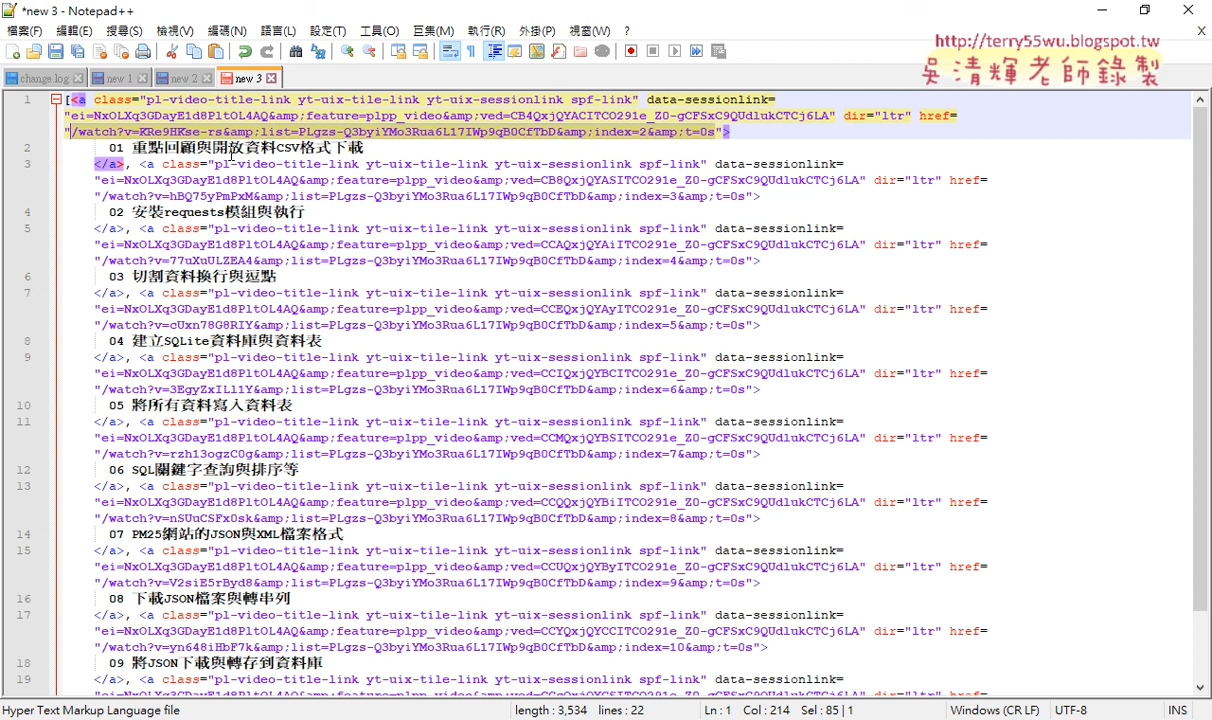 *new 3 - Notepad++
檔案(F) 編輯(E) 搜尋(S) 檢視(V) 編碼(N) 語言(L) 設定(T) 工具(O) 巨集(M) 執行(R) 外掛(P) 視窗(W) ?
http://terry55wu.blogspot.tw
吳清輝老師錄製
change.log new 1 new 2 new 3
1 [<a class="pl-video-title-link yt-uix-tile-link yt-uix-sessionlink spf-link" data-sessionlink=
"ei=NxOLXq3GDayE1d8PltOL4AQ&amp;feature=plpp_video&amp;ved=CB4QxjQYACITCO291e_Z0-gCFSxC9QUdlukCTCj6LA" dir="ltr" href=
"/watch?v=KRe9HKse-rs&amp;list=PLgzs-Q3byiYMo3Rua6L17IWp9qB0CfTbD&amp;index=2&amp;t=0s">
2 01 重點回顧與開放資料CSV格式下載
3 </a>, <a class="pl-video-title-link yt-uix-tile-link yt-uix-sessionlink spf-link" data-sessionlink=
"ei=NxOLXq3GDayE1d8PltOL4AQ&amp;feature=plpp_video&amp;ved=CB8QxjQYASITCO291e_Z0-gCFSxC9QUdlukCTCj6LA" dir="ltr" href=
"/watch?v=hBQ75yPmPxM&amp;list=PLgzs-Q3byiYMo3Rua6L17IWp9qB0CfTbD&amp;index=3&amp;t=0s">
4 02 安裝requests模組與執行
5 </a>, <a class="pl-video-title-link yt-uix-tile-link yt-uix-sessionlink spf-link" data-sessionlink=
"ei=NxOLXq3GDayE1d8PltOL4AQ&amp;feature=plpp_video&amp;ved=CCAQxjQYAiITCO291e_Z0-gCFSxC9QUdlukCTCj6LA" dir="ltr" href=
"/watch?v=77uXuULZEA4&amp;list=PLgzs-Q3byiYMo3Rua6L17IWp9qB0CfTbD&amp;index=4&amp;t=0s">
6 03 切割資料換行與逗點
7 </a>, <a class="pl-video-title-link yt-uix-tile-link yt-uix-sessionlink spf-link" data-sessionlink=
"ei=NxOLXq3GDayE1d8PltOL4AQ&amp;feature=plpp_video&amp;ved=CCEQxjQYAyITCO291e_Z0-gCFSxC9QUdlukCTCj6LA" dir="ltr" href=
"/watch?v=cUxn78G8RIY&amp;list=PLgzs-Q3byiYMo3Rua6L17IWp9qB0CfTbD&amp;index=5&amp;t=0s">
8 04 建立SQLite資料庫與資料表
9 </a>, <a class="pl-video-title-link yt-uix-tile-link yt-uix-sessionlink spf-link" data-sessionlink=
"ei=NxOLXq3GDayE1d8PltOL4AQ&amp;feature=plpp_video&amp;ved=CCIQxjQYBCITCO291e_Z0-gCFSxC9QUdlukCTCj6LA" dir="ltr" href=
"/watch?v=3EgyZxILl1Y&amp;list=PLgzs-Q3byiYMo3Rua6L17IWp9qB0CfTbD&amp;index=6&amp;t=0s">
10 05 將所有資料寫入資料表
11 </a>, <a class="pl-video-title-link yt-uix-tile-link yt-uix-sessionlink spf-link" data-sessionlink=
"ei=NxOLXq3GDayE1d8PltOL4AQ&amp;feature=plpp_video&amp;ved=CCMQxjQYBSITCO291e_Z0-gCFSxC9QUdlukCTCj6LA" dir="ltr" href=
"/watch?v=rzh13ogzC0g&amp;list=PLgzs-Q3byiYMo3Rua6L17IWp9qB0CfTbD&amp;index=7&amp;t=0s">
12 06 SQL關鍵字查詢與排序等
13 </a>, <a class="pl-video-title-link yt-uix-tile-link yt-uix-sessionlink spf-link" data-sessionlink=
"ei=NxOLXq3GDayE1d8PltOL4AQ&amp;feature=plpp_video&amp;ved=CCQQxjQYBiITCO291e_Z0-gCFSxC9QUdlukCTCj6LA" dir="ltr" href=
"/watch?v=nSUuCSFx0sk&amp;list=PLgzs-Q3byiYMo3Rua6L17IWp9qB0CfTbD&amp;index=8&amp;t=0s">
14 07 PM25網站的JSON與XML檔案格式
15 </a>, <a class="pl-video-title-link yt-uix-tile-link yt-uix-sessionlink spf-link" data-sessionlink=
"ei=NxOLXq3GDayE1d8PltOL4AQ&amp;feature=plpp_video&amp;ved=CCUQxjQYByITCO291e_Z0-gCFSxC9QUdlukCTCj6LA" dir="ltr" href=
"/watch?v=V2siE5rByd8&amp;list=PLgzs-Q3byiYMo3Rua6L17IWp9qB0CfTbD&amp;index=9&amp;t=0s">
16 08 下載JSON檔案與轉串列
17 </a>, <a class="pl-video-title-link yt-uix-tile-link yt-uix-sessionlink spf-link" data-sessionlink=
"ei=NxOLXq3GDayE1d8PltOL4AQ&amp;feature=plpp_video&amp;ved=CCYQxjQYCCITCO291e_Z0-gCFSxC9QUdlukCTCj6LA" dir="ltr" href=
"/watch?v=yn648iHbF7k&amp;list=PLgzs-Q3byiYMo3Rua6L17IWp9qB0CfTbD&amp;index=10&amp;t=0s">
18 09 將JSON下載與轉存到資料庫
19 </a>, <a class="pl-video-title-link yt-uix-tile-link yt-uix-sessionlink spf-link" data-sessionlink=
Hyper Text Markup Language file length : 3,534 lines : 22 Ln : 1 Col : 214 Sel : 85 | 1 Windows (CR LF) UTF-8 INS